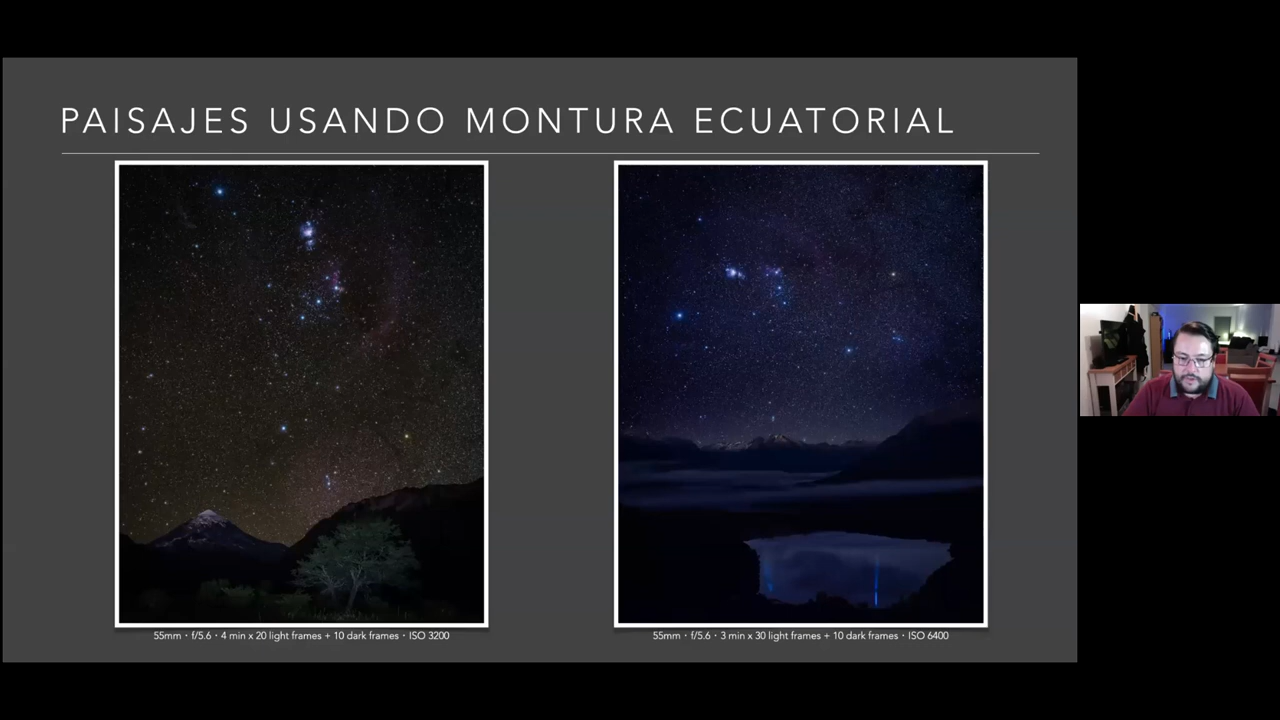 PAISAJES USANDO MONTURA ECUATORIAL
55mm · f/5.6 · 4 min x 20 light frames + 10 dark frames · ISO 3200
55mm · f/5.6 · 3 min x 30 light frames + 10 dark frames · ISO 6400